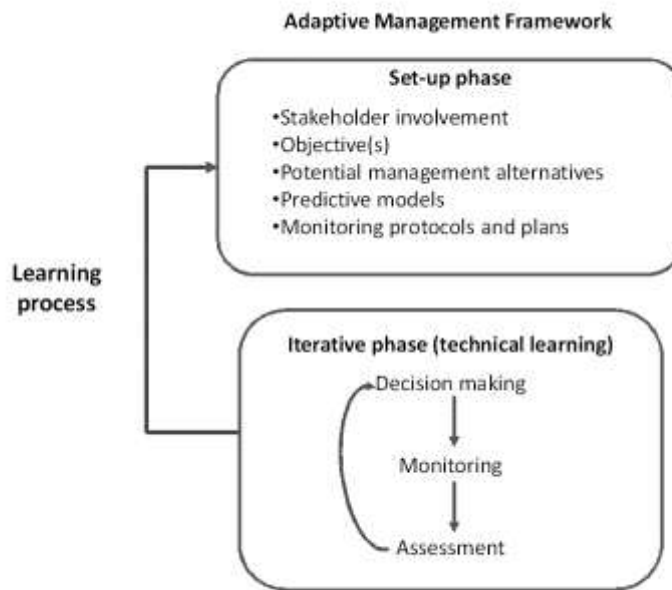 Adaptive Management Framework
Set-up phase
•Stakeholder involvement
•Objective(s)
•Potential management alternatives
•Predictive models
•Monitoring protocols and plans
Learning
process
Iterative phase (technical learning)
Decision making
Monitoring
Assessment